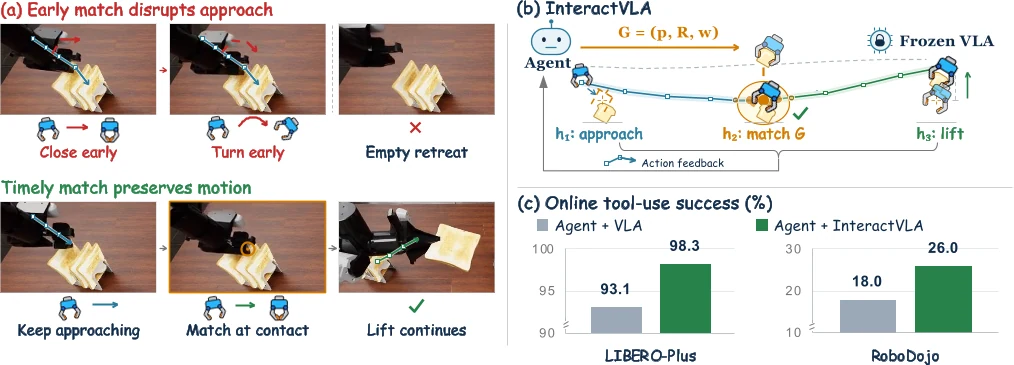 (a) Early match disrupts approach
Close early
Turn early
Empty retreat
Timely match preserves motion
Keep approaching
Match at contact
Lift continues
(b) InteractVLA
Agent
G = (p, R, w)
Frozen VLA
h₁: approach
h₂: match G
h₃: lift
Action feedback
(c) Online tool-use success (%)
Agent + VLA
Agent + InteractVLA
100
95
90
93.1
98.3
LIBERO-Plus
30
20
10
18.0
26.0
RoboDojo